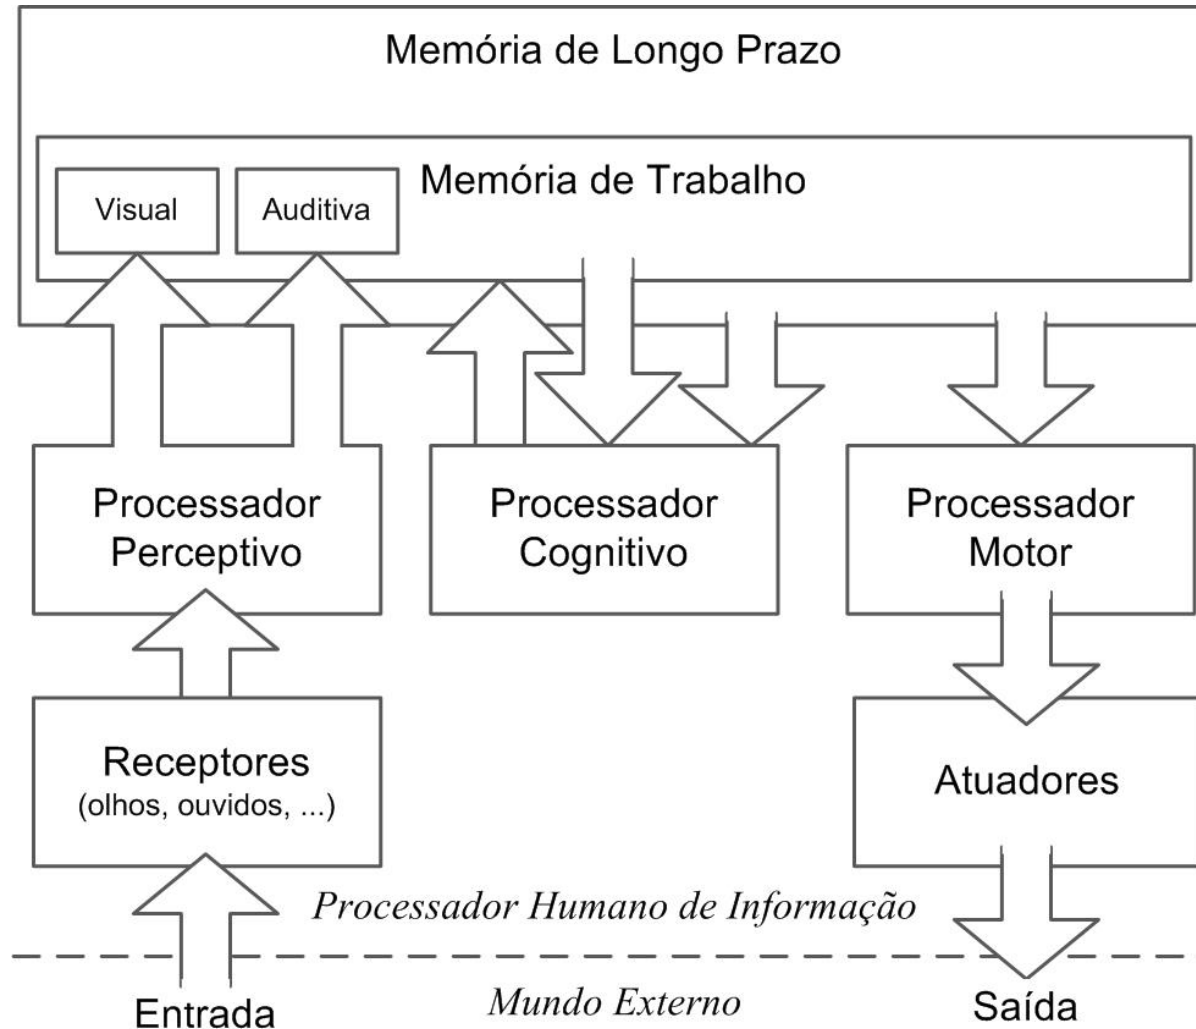 Memória de Longo Prazo
Memória de Trabalho
Visual
Auditiva
Processador
Perceptivo
Processador
Cognitivo
Processador
Motor
Receptores
(olhos, ouvidos, ...)
Atuadores
Processador Humano de Informação
Entrada
Mundo Externo
Saída